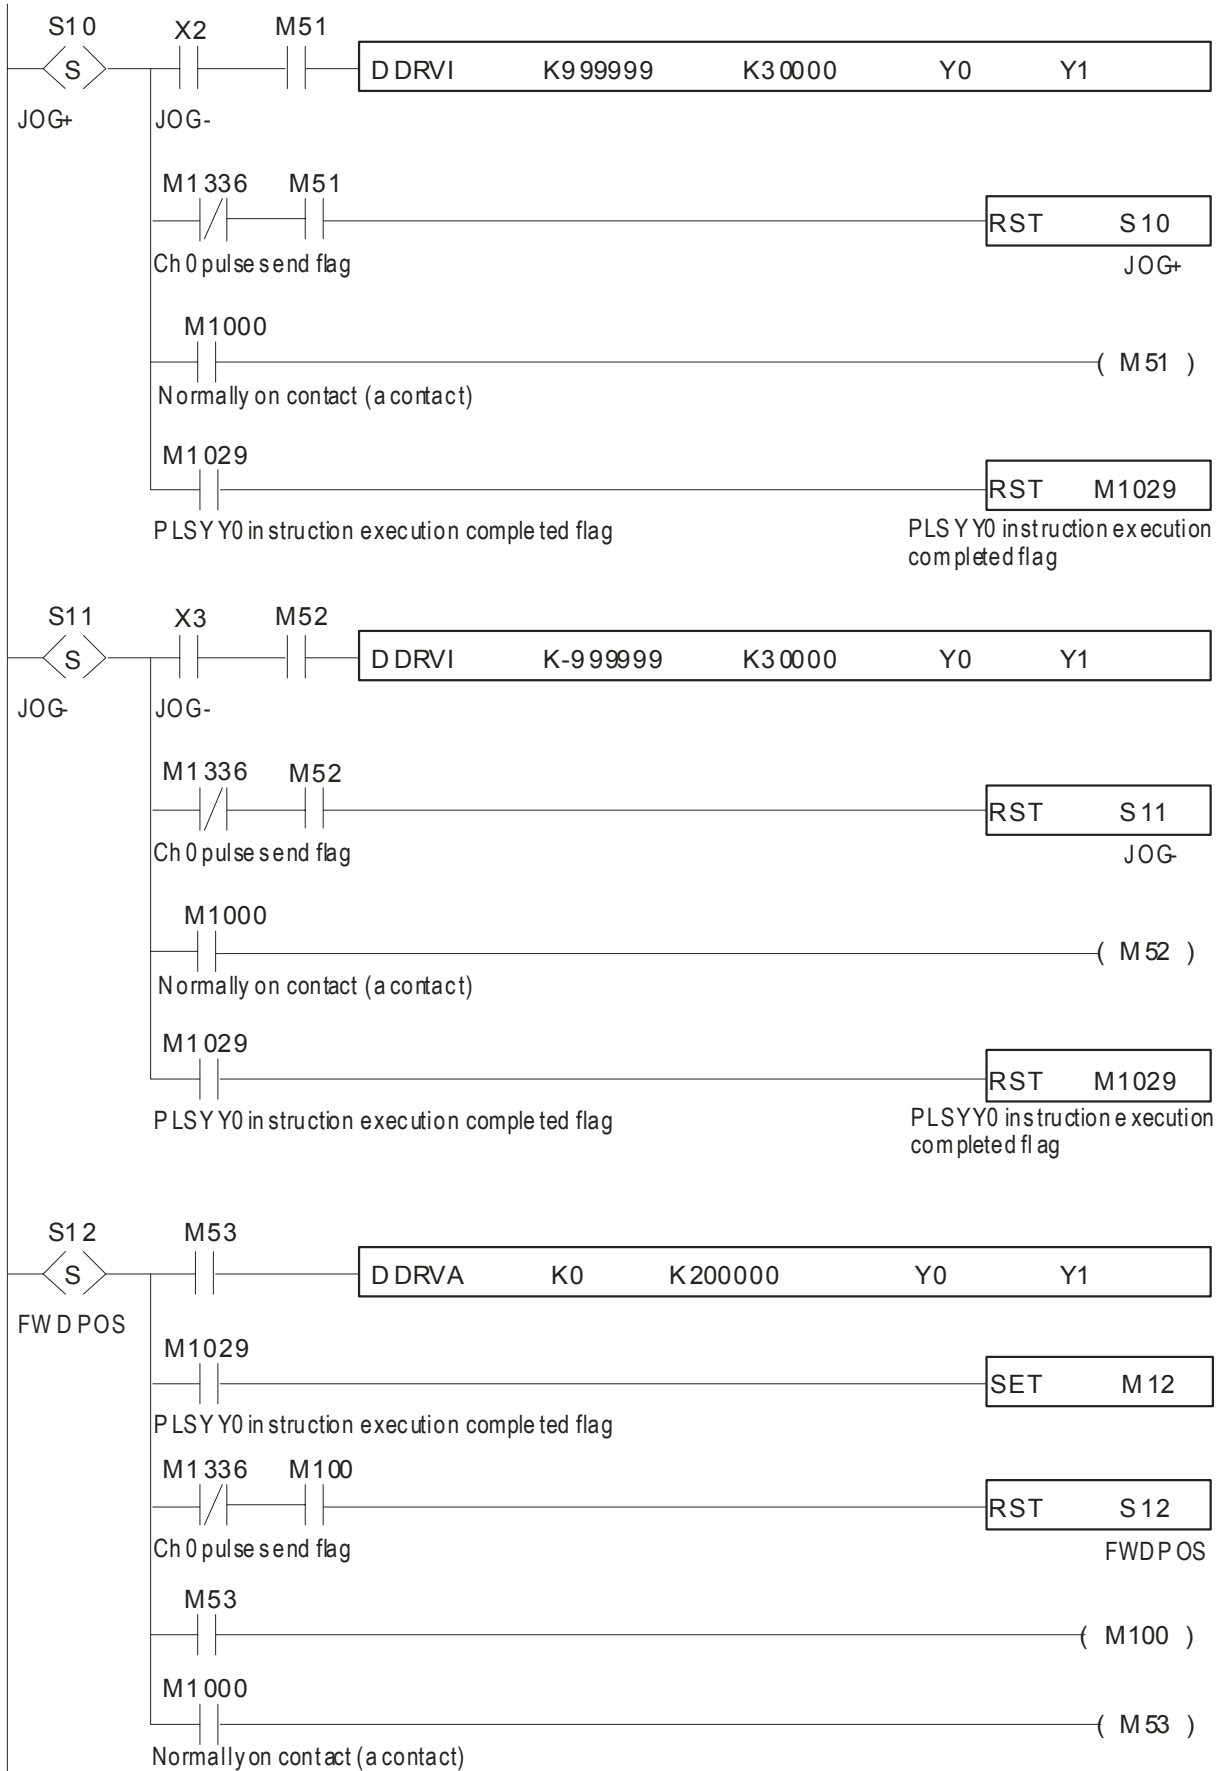 S10 X2 M51
S DDRVI K999999 K30000 Y0 Y1
JOG+ JOG-
M1336 M51
RST S10
Ch0 pulse send flag JOG+
M1000
( M51 )
Normally on contact (a contact)
M1029
RST M1029
PLSY Y0 instruction execution completed flag
PLSY Y0 instruction execution
completed flag
S11 X3 M52
S DDRVI K-999999 K30000 Y0 Y1
JOG- JOG-
M1336 M52
RST S11
Ch0 pulse send flag JOG-
M1000
( M52 )
Normally on contact (a contact)
M1029
RST M1029
PLSY Y0 instruction execution completed flag
PLSY Y0 instruction execution
completed flag
S12 M53
S DDRVA K0 K200000 Y0 Y1
FWD POS
M1029
SET M12
PLSY Y0 instruction execution completed flag
M1336 M100
RST S12
Ch0 pulse send flag FWD POS
M53
( M100 )
M1000
( M53 )
Normally on contact (a contact)